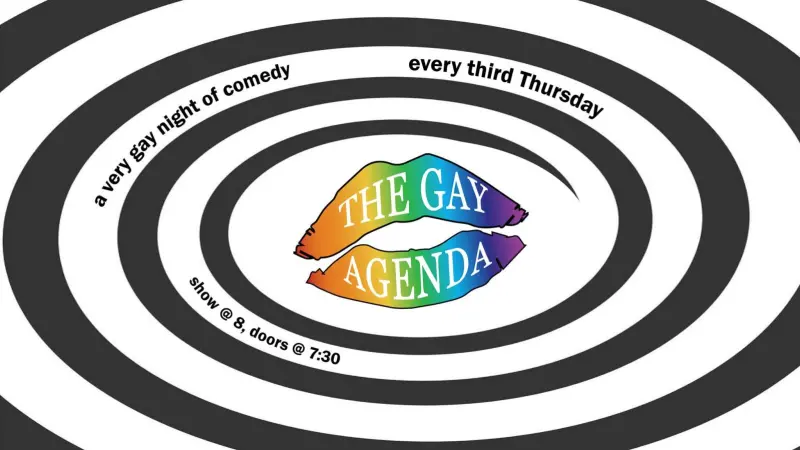 a very gay night of comedy
every third Thursday
THE GAY
AGENDA
show @ 8, doors @ 7:30